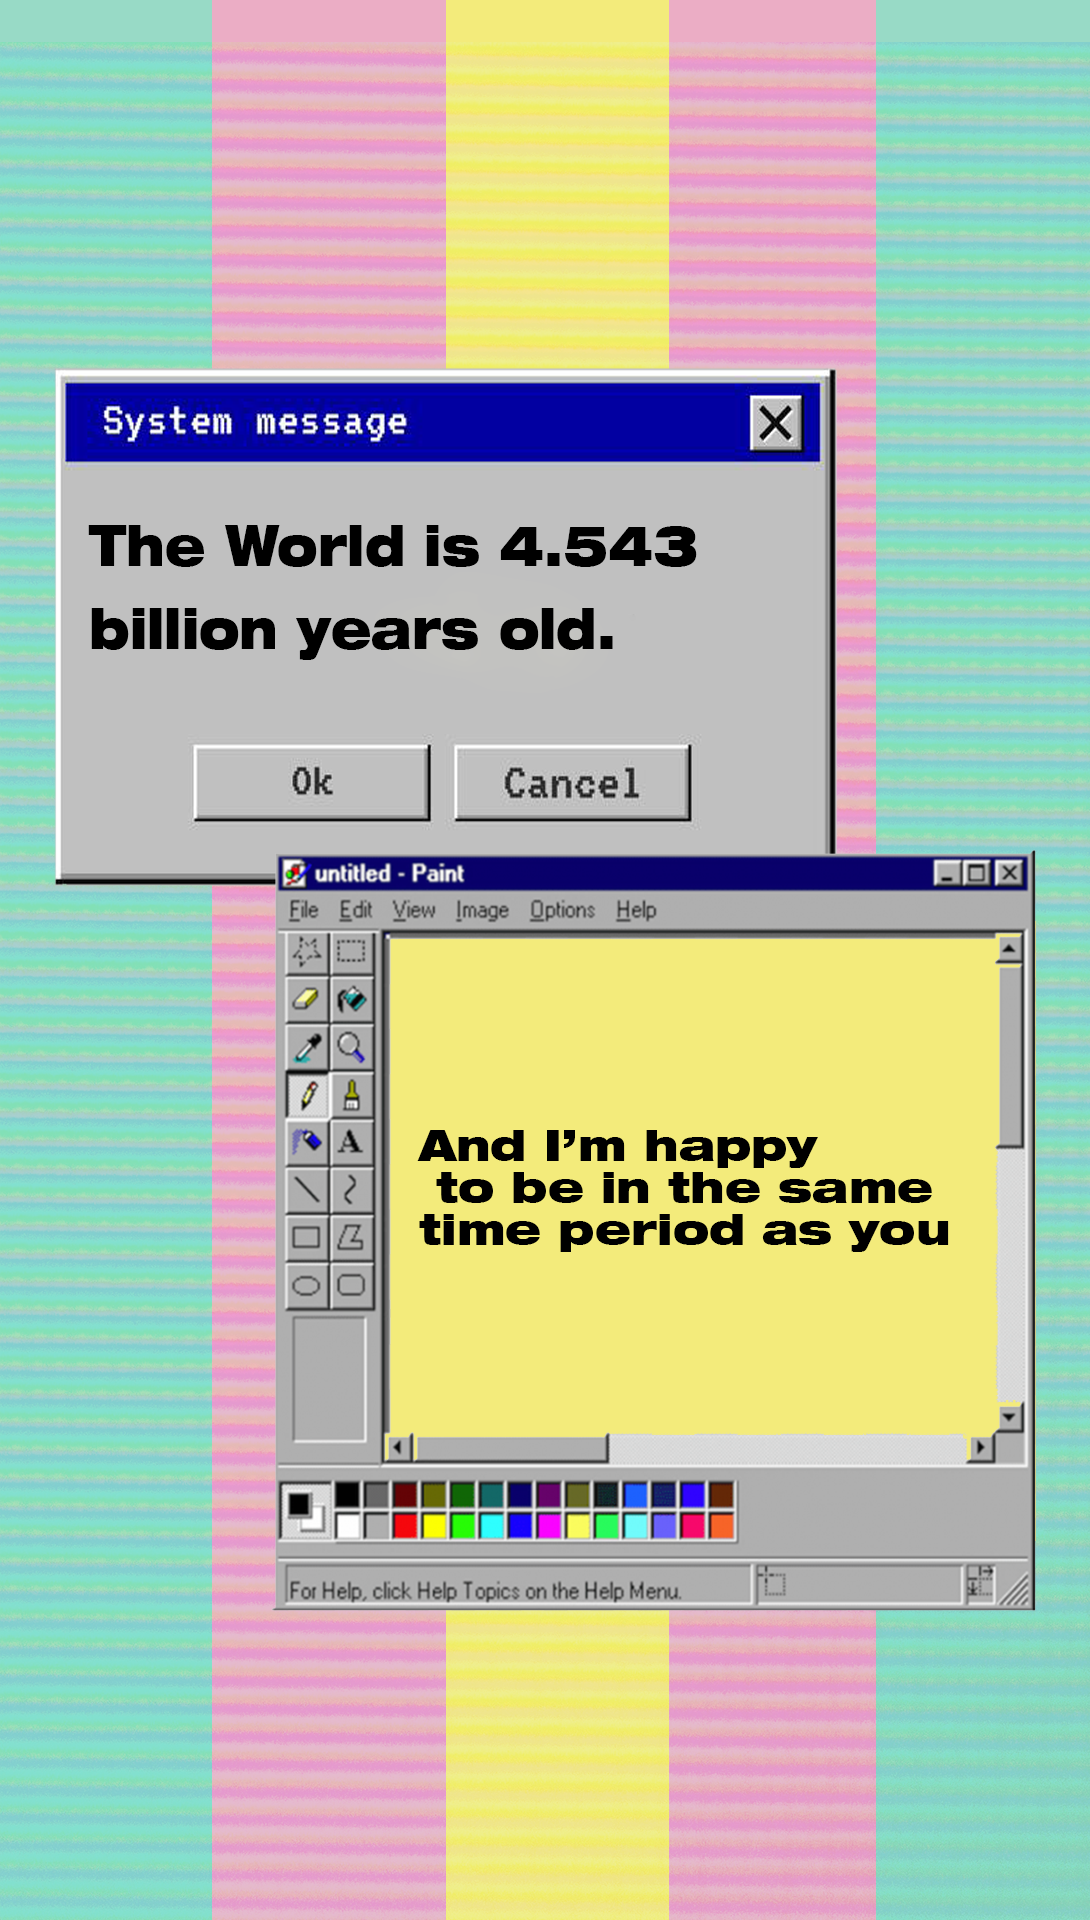 System message
The World is 4.543
billion years old.
Ok Cancel
untitled - Paint
File Edit View Image Options Help
A
And I’m happy
to be in the same
time period as you
For Help, click Help Topics on the Help Menu.